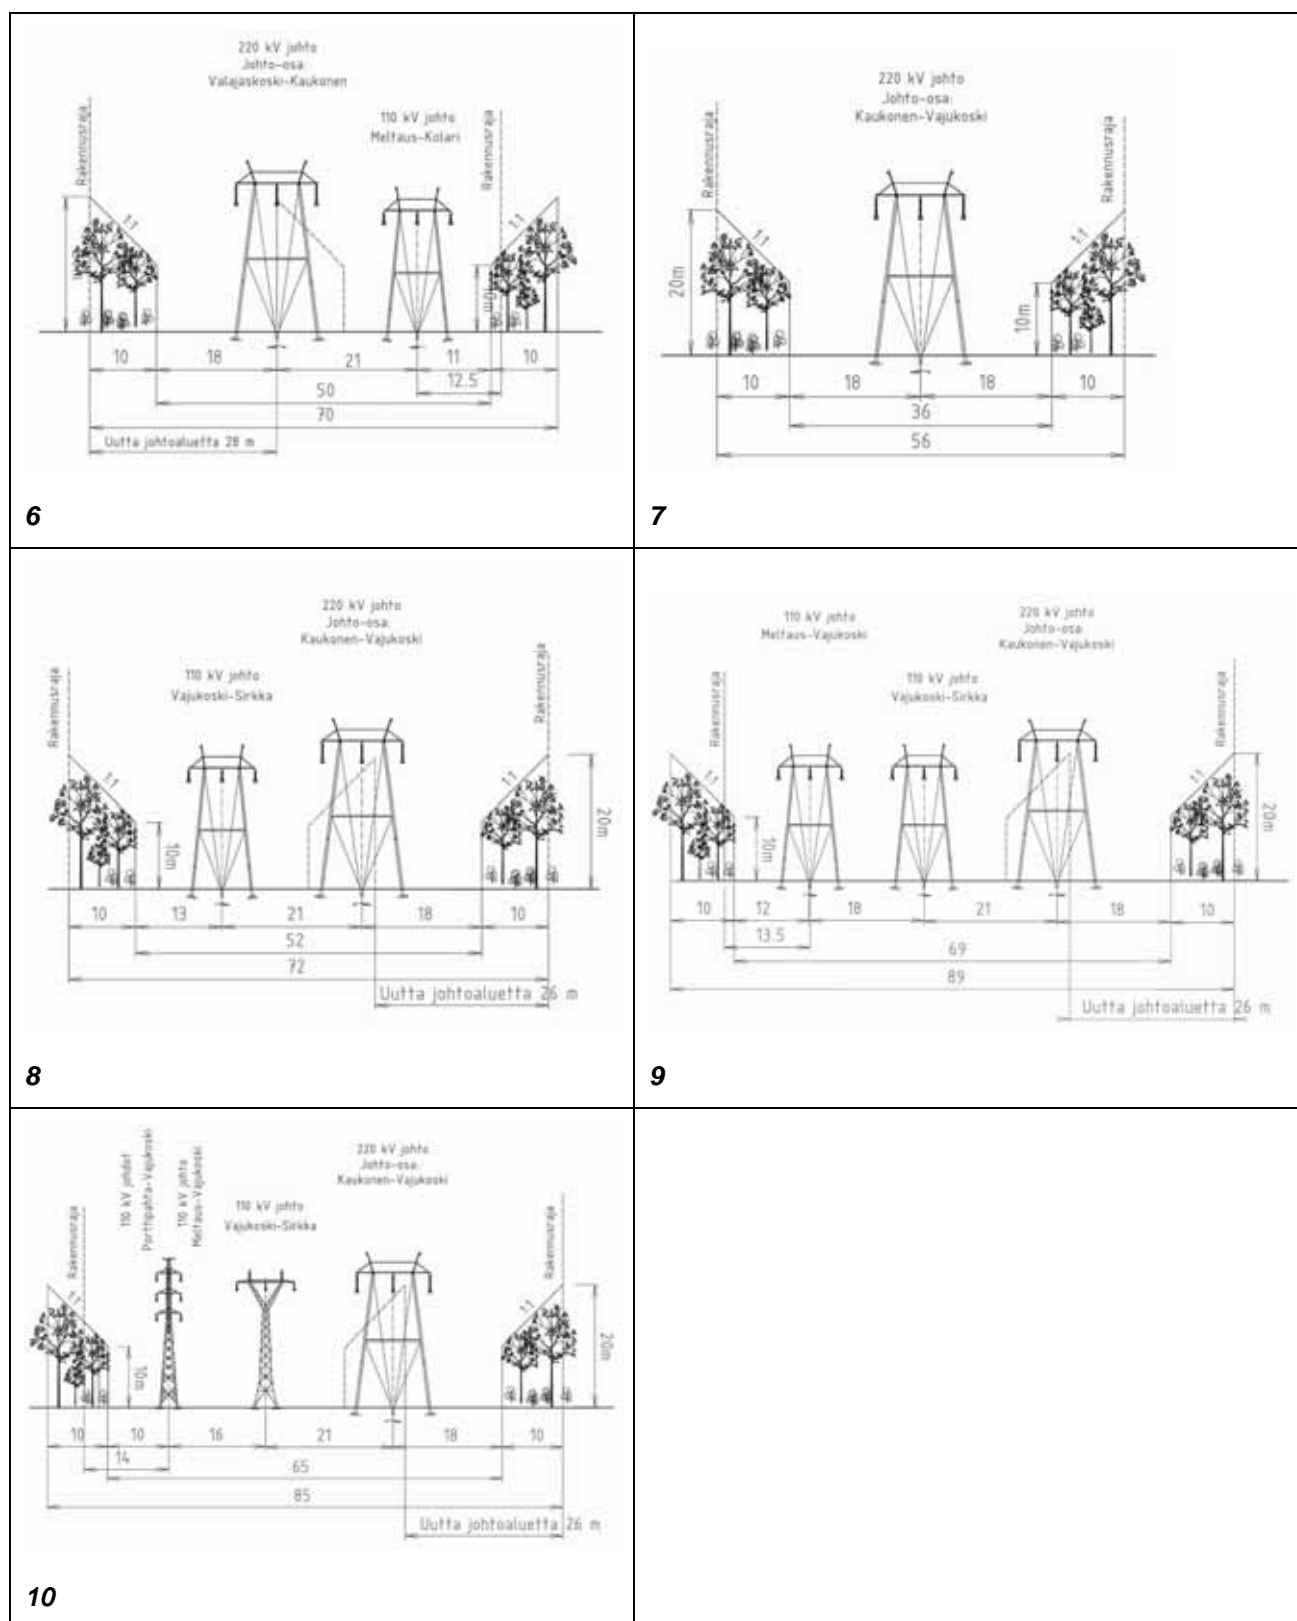 220 kV johto
Johto-osa:
Valajaskoski-Kaukonen
110 kV johto
Meltaus-Kolari
Rakennusraja
Rakennusraja
1:1
1:1
10m
10
18
21
11
10
12.5
50
70
Uutta johtoaluetta 28 m
6
220 kV johto
Johto-osa:
Kaukonen-Vajukoski
Rakennusraja
Rakennusraja
1:1
1:1
20m
10m
10
18
18
10
36
56
7
220 kV johto
Johto-osa:
Kaukonen-Vajukoski
110 kV johto
Vajukoski-Sirkka
Rakennusraja
Rakennusraja
1:1
1:1
10m
20m
10
13
21
18
10
52
72
Uutta johtoaluetta 26 m
8
110 kV johto
Meltaus-Vajukoski
220 kV johto
Johto-osa
Kaukonen-Vajukoski
110 kV johto
Vajukoski-Sirkka
Rakennusraja
Rakennusraja
1:1
1:1
10m
20m
10
12
18
21
18
10
13.5
69
89
Uutta johtoaluetta 26 m
9
110 kV johdot
Porttipahta-Vajukoski
110 kV johto
Meltaus-Vajukoski
220 kV johto
Johto-osa:
Kaukonen-Vajukoski
110 kV johto
Vajukoski-Sirkka
Rakennusraja
Rakennusraja
1:1
1:1
10m
20m
10
10
16
21
18
10
14
65
85
Uutta johtoaluetta 26 m
10